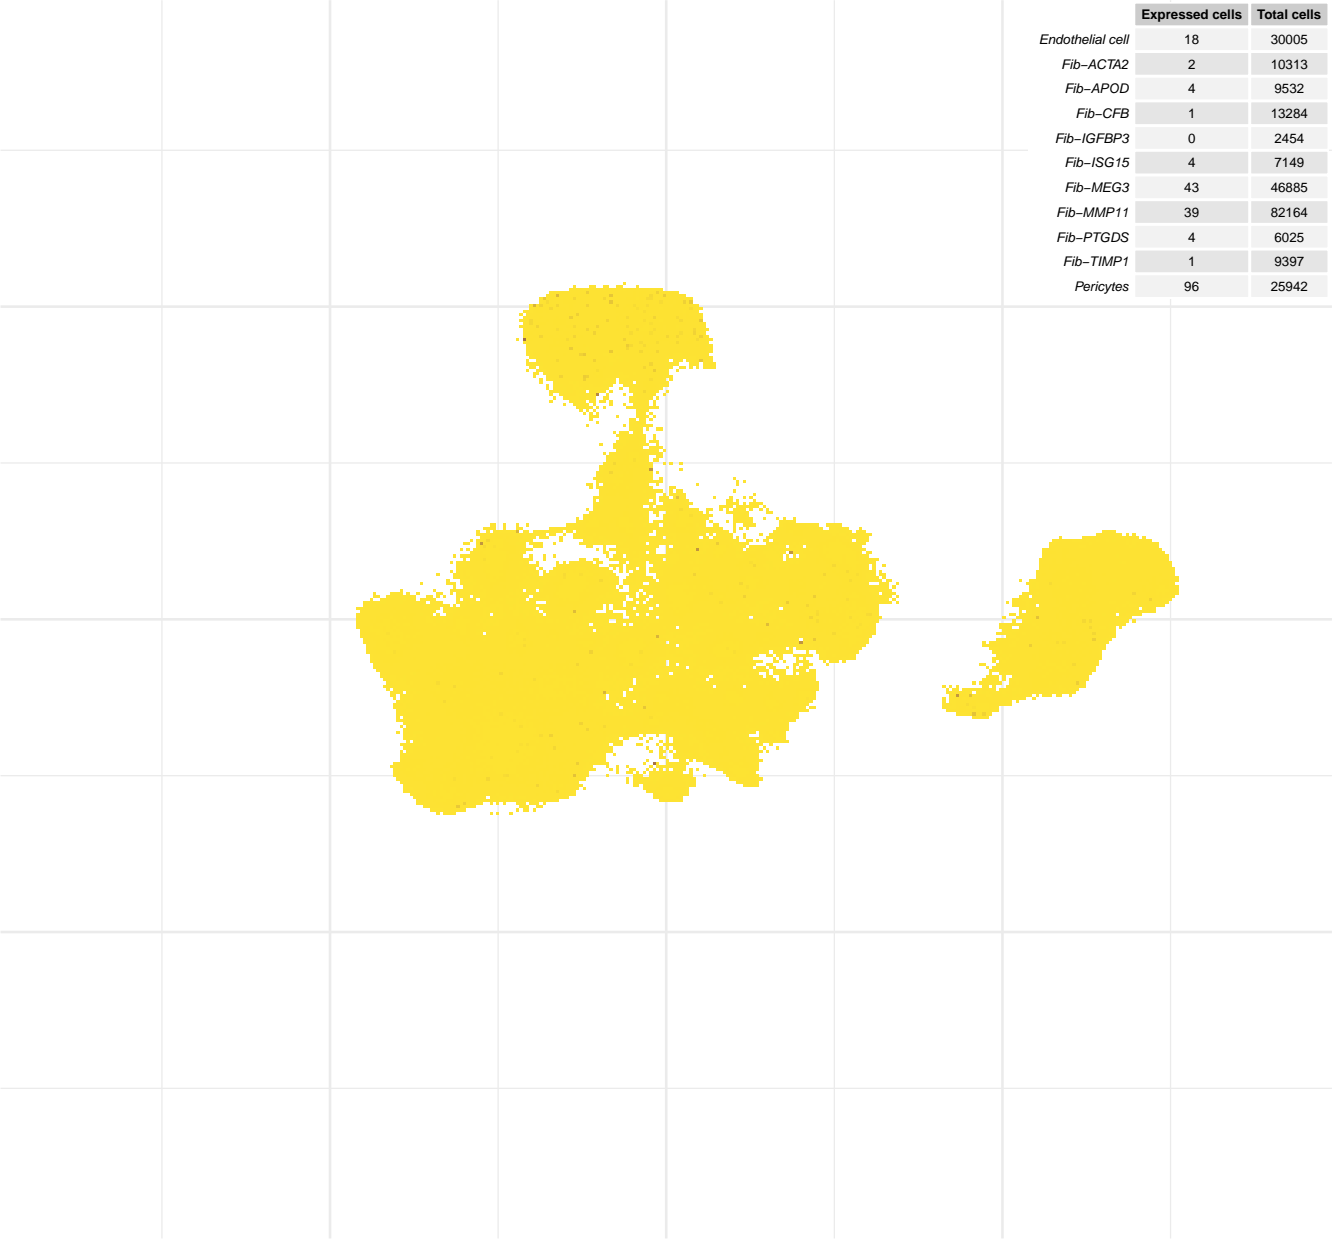 Expressed cells Total cells
Endothelial cell 18 30005
Fib−ACTA2 2 10313
Fib−APOD 4 9532
Fib−CFB 1 13284
Fib−IGFBP3 0 2454
Fib−ISG15 4 7149
Fib−MEG3 43 46885
Fib−MMP11 39 82164
Fib−PTGDS 4 6025
Fib−TIMP1 1 9397
Pericytes 96 25942